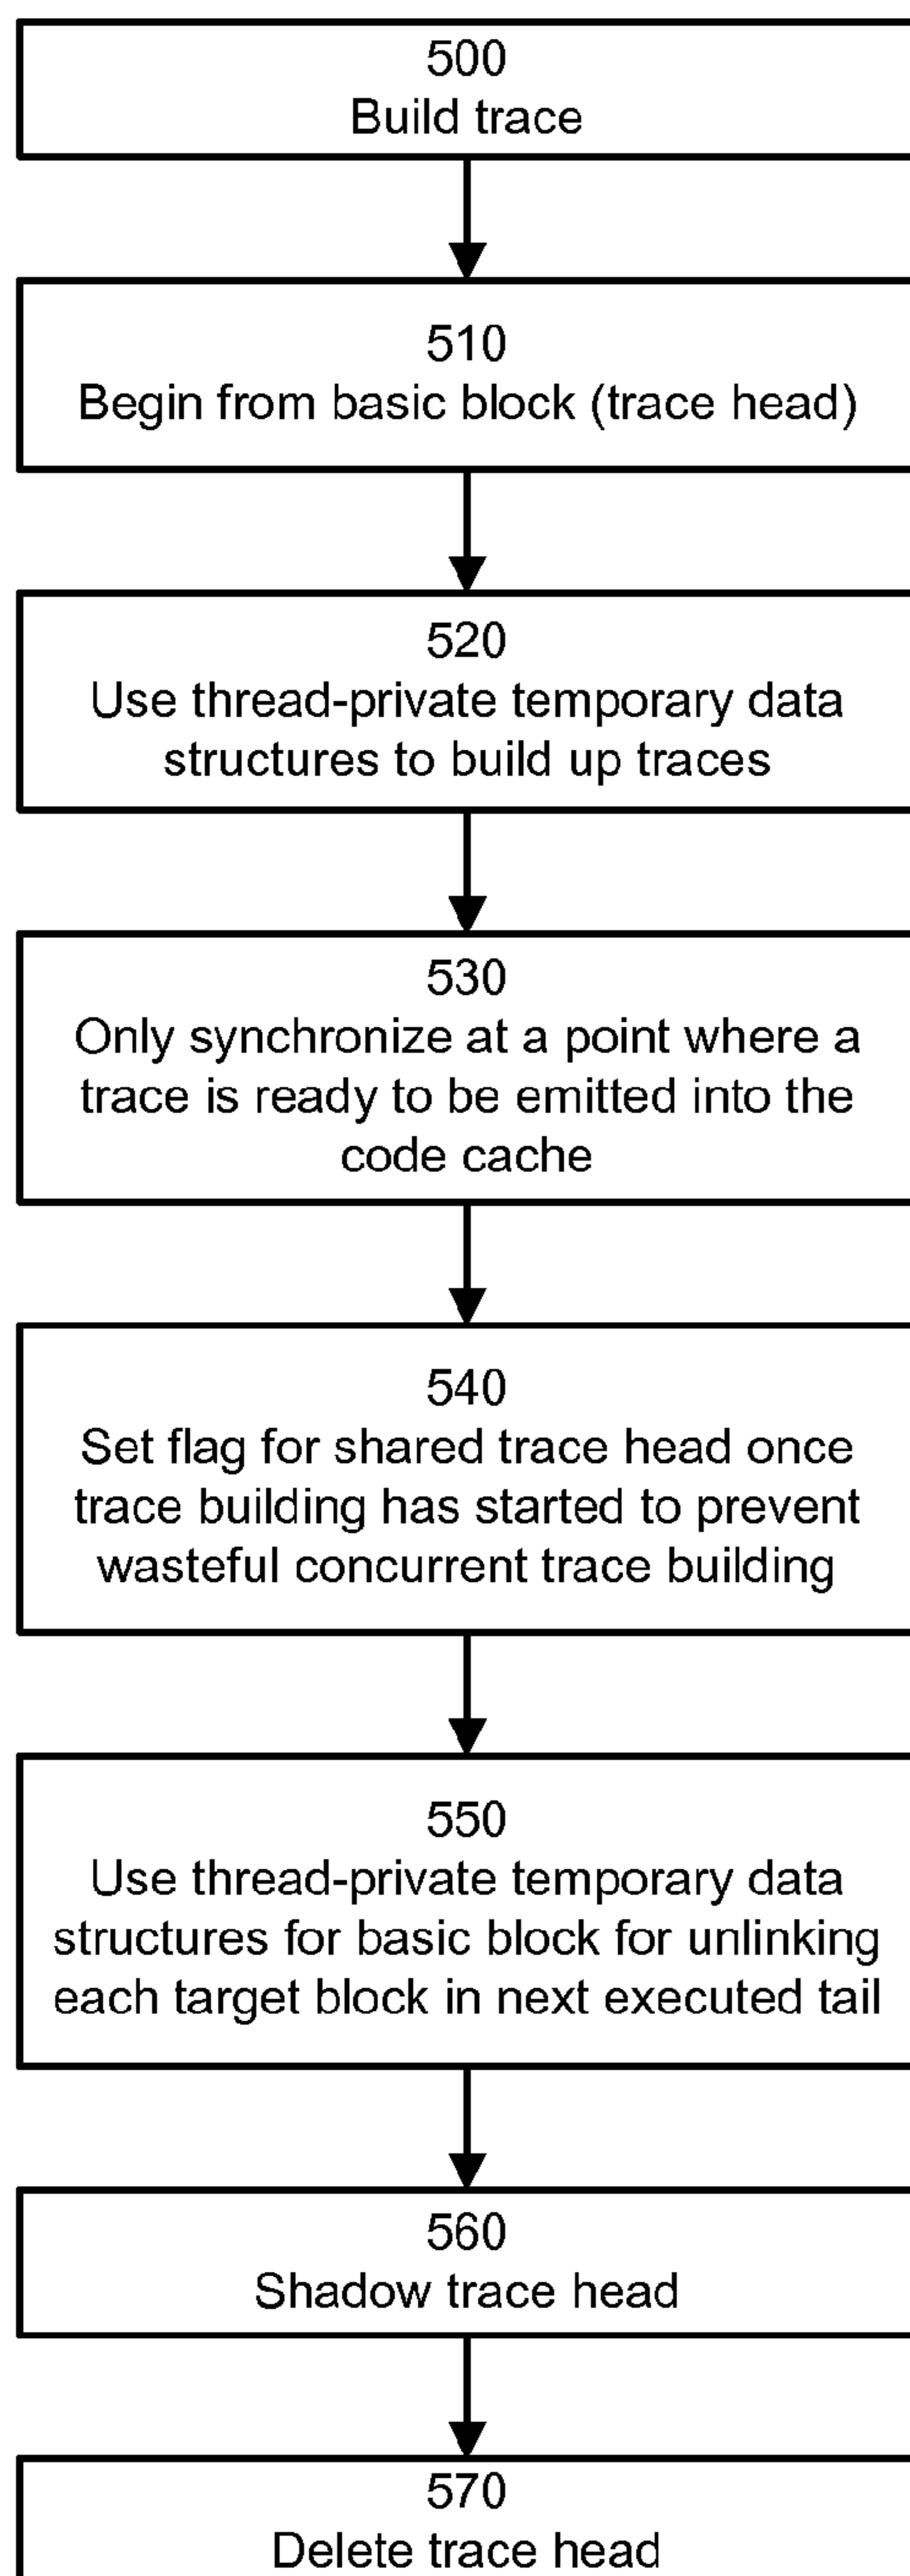 500
Build trace
510
Begin from basic block (trace head)
520
Use thread-private temporary data
structures to build up traces
530
Only synchronize at a point where a
trace is ready to be emitted into the
code cache
540
Set flag for shared trace head once
trace building has started to prevent
wasteful concurrent trace building
550
Use thread-private temporary data
structures for basic block for unlinking
each target block in next executed tail
560
Shadow trace head
570
Delete trace head